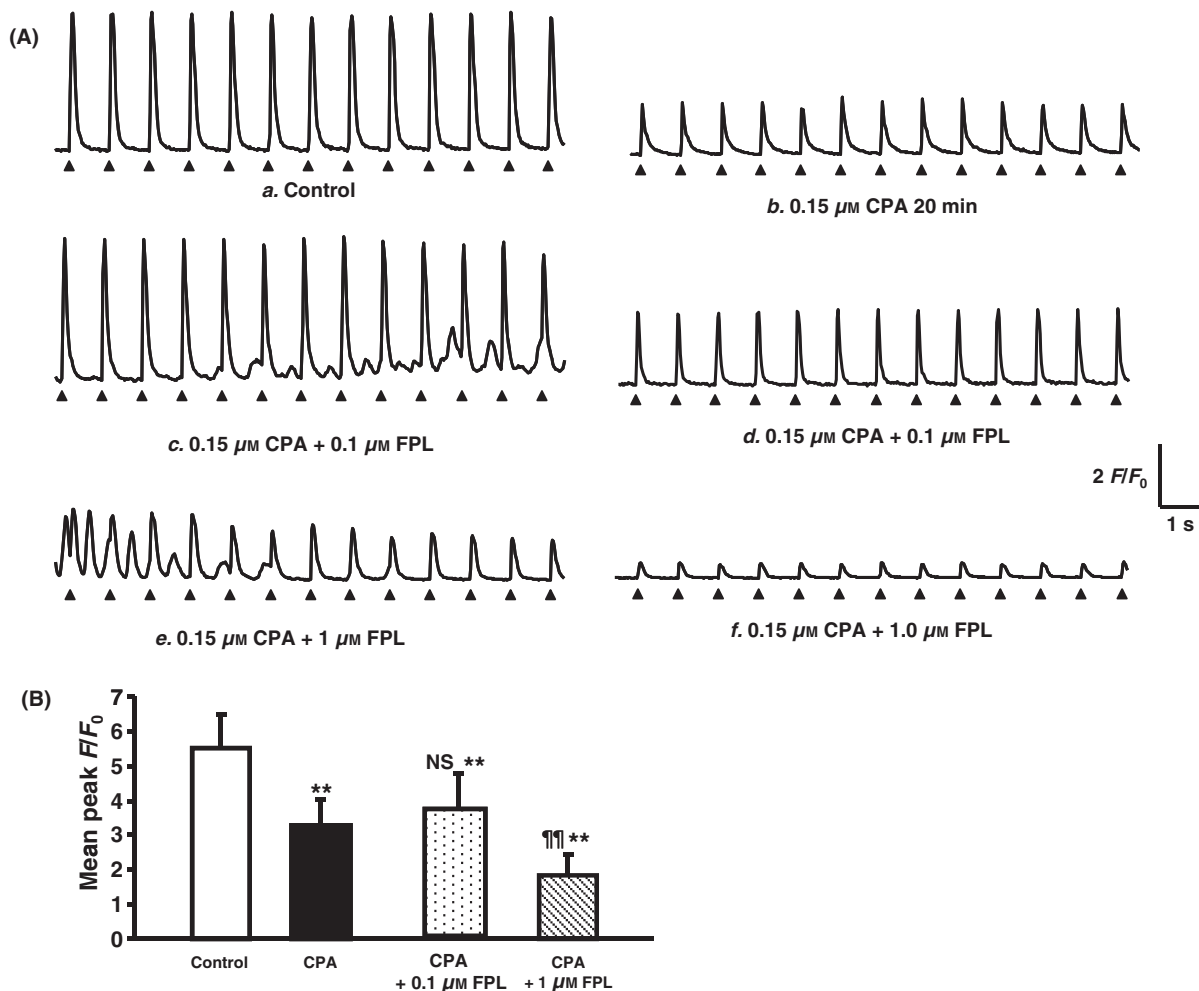 (A)
a. Control
b. 0.15 µM CPA 20 min
c. 0.15 µM CPA + 0.1 µM FPL
d. 0.15 µM CPA + 0.1 µM FPL
2 F/F0
1 s
e. 0.15 µM CPA + 1 µM FPL
f. 0.15 µM CPA + 1.0 µM FPL
(B)
Mean peak F/F0
7
6
5
4
3
2
1
0
**
NS **
¶¶ **
Control
CPA
CPA
+ 0.1 µM FPL
CPA
+ 1 µM FPL